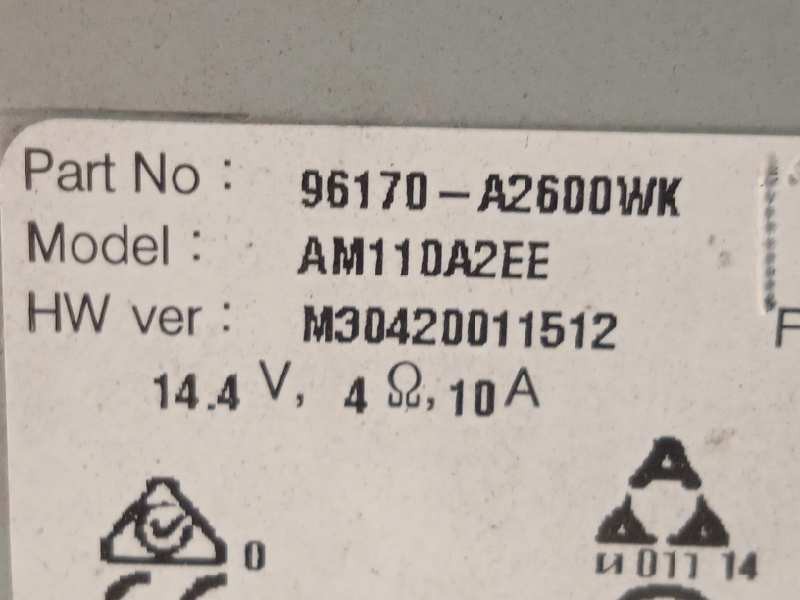 Part No : 96170-A2600WK
Model : AM110A2EE
HW ver : M30420011512
F
14.4 V, 4 Ω, 10 A
0
011 14